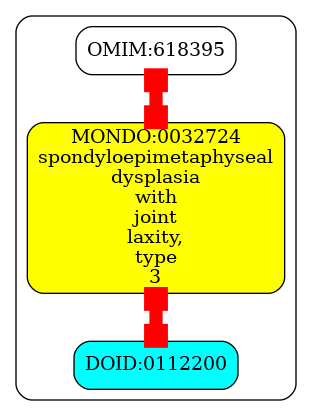 OMIM:618395
MONDO:0032724
spondyloepimetaphyseal
dysplasia
with
joint
laxity,
type
3
DOID:0112200